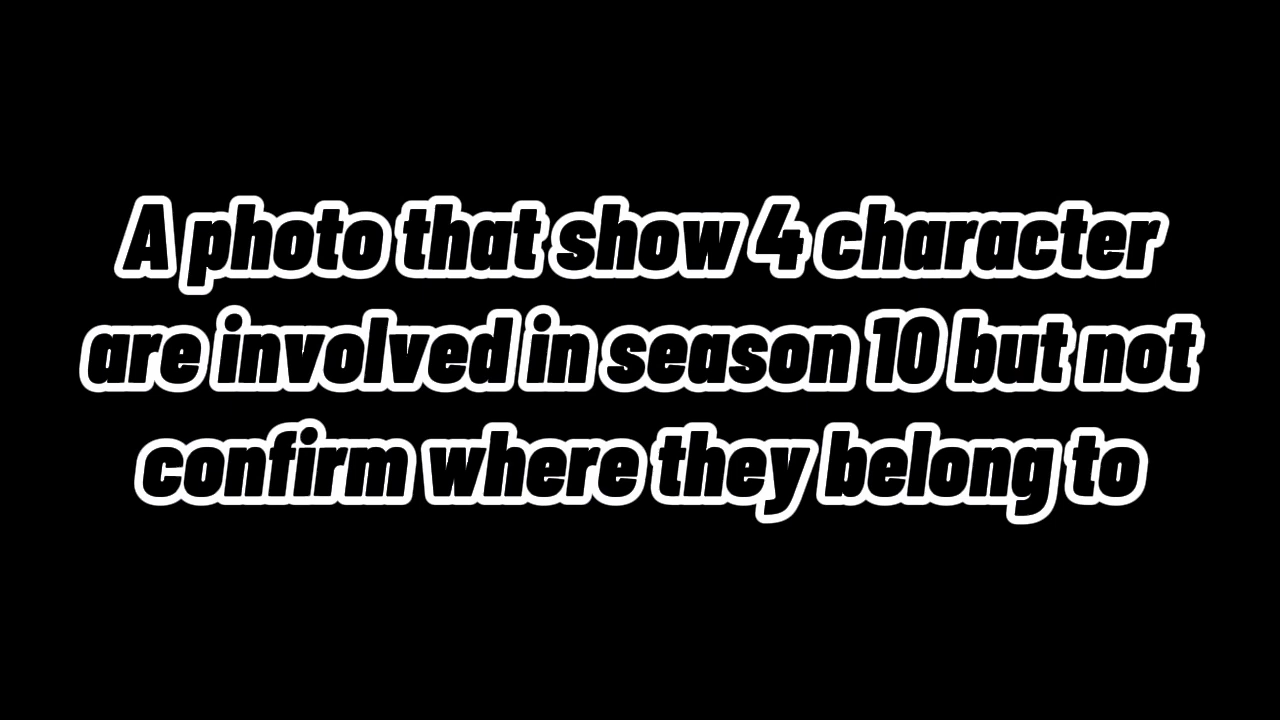 A photo that show 4 character
are involved in season 10 but not
confirm where they belong to